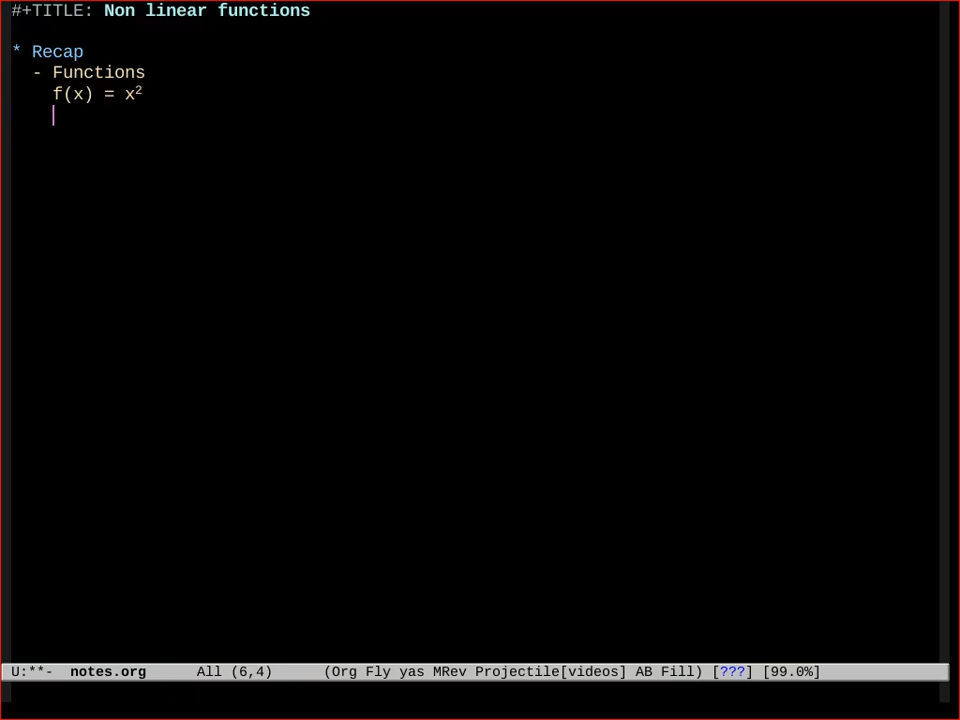 #+TITLE: Non linear functions
* Recap
- Functions
f(x) = x²
U:**-  notes.org     All (6,4)     (Org Fly yas MRev Projectile[videos] AB Fill) [???] [99.0%]